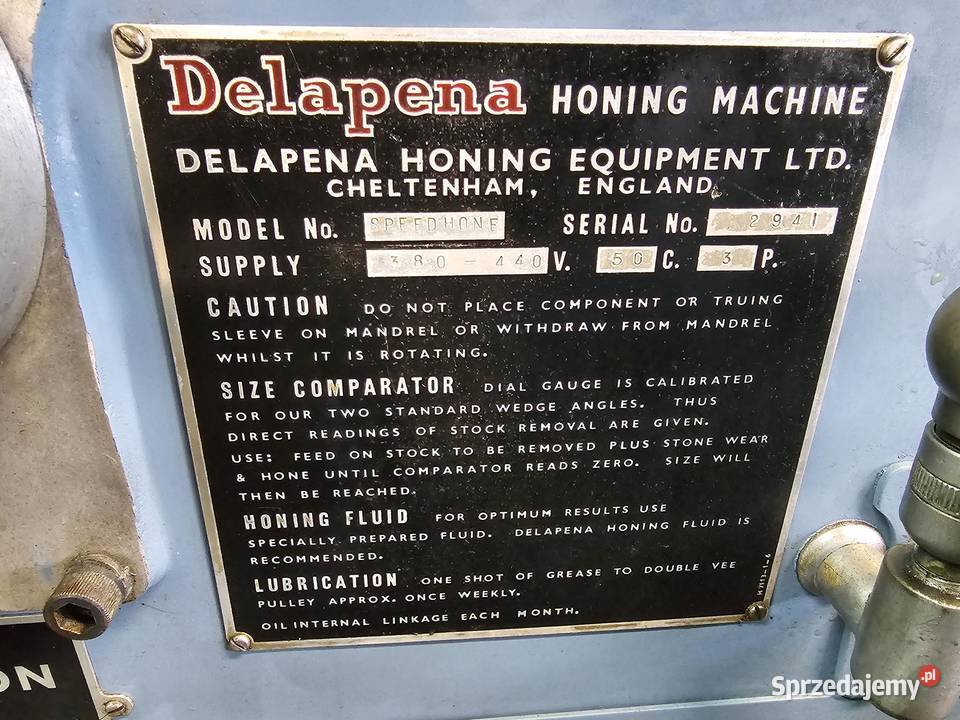 Delapena HONING MACHINE
DELAPENA HONING EQUIPMENT LTD.
CHELTENHAM, ENGLAND
MODEL No. SPEEDHONE SERIAL No. 2941
SUPPLY 380 - 440 V. 50 C. 3 P.
CAUTION DO NOT PLACE COMPONENT OR TRUING
SLEEVE ON MANDREL OR WITHDRAW FROM MANDREL
WHILST IT IS ROTATING.
SIZE COMPARATOR DIAL GAUGE IS CALIBRATED
FOR OUR TWO STANDARD WEDGE ANGLES. THUS
DIRECT READINGS OF STOCK REMOVAL ARE GIVEN.
USE: FEED ON STOCK TO BE REMOVED PLUS STONE WEAR
& HONE UNTIL COMPARATOR READS ZERO. SIZE WILL
THEN BE REACHED.
HONING FLUID FOR OPTIMUM RESULTS USE
SPECIALLY PREPARED FLUID. DELAPENA HONING FLUID IS
RECOMMENDED.
LUBRICATION ONE SHOT OF GREASE TO DOUBLE VEE
PULLEY APPROX. ONCE WEEKLY.
OIL INTERNAL LINKAGE EACH MONTH.
ON
Sprzedajemy.pl